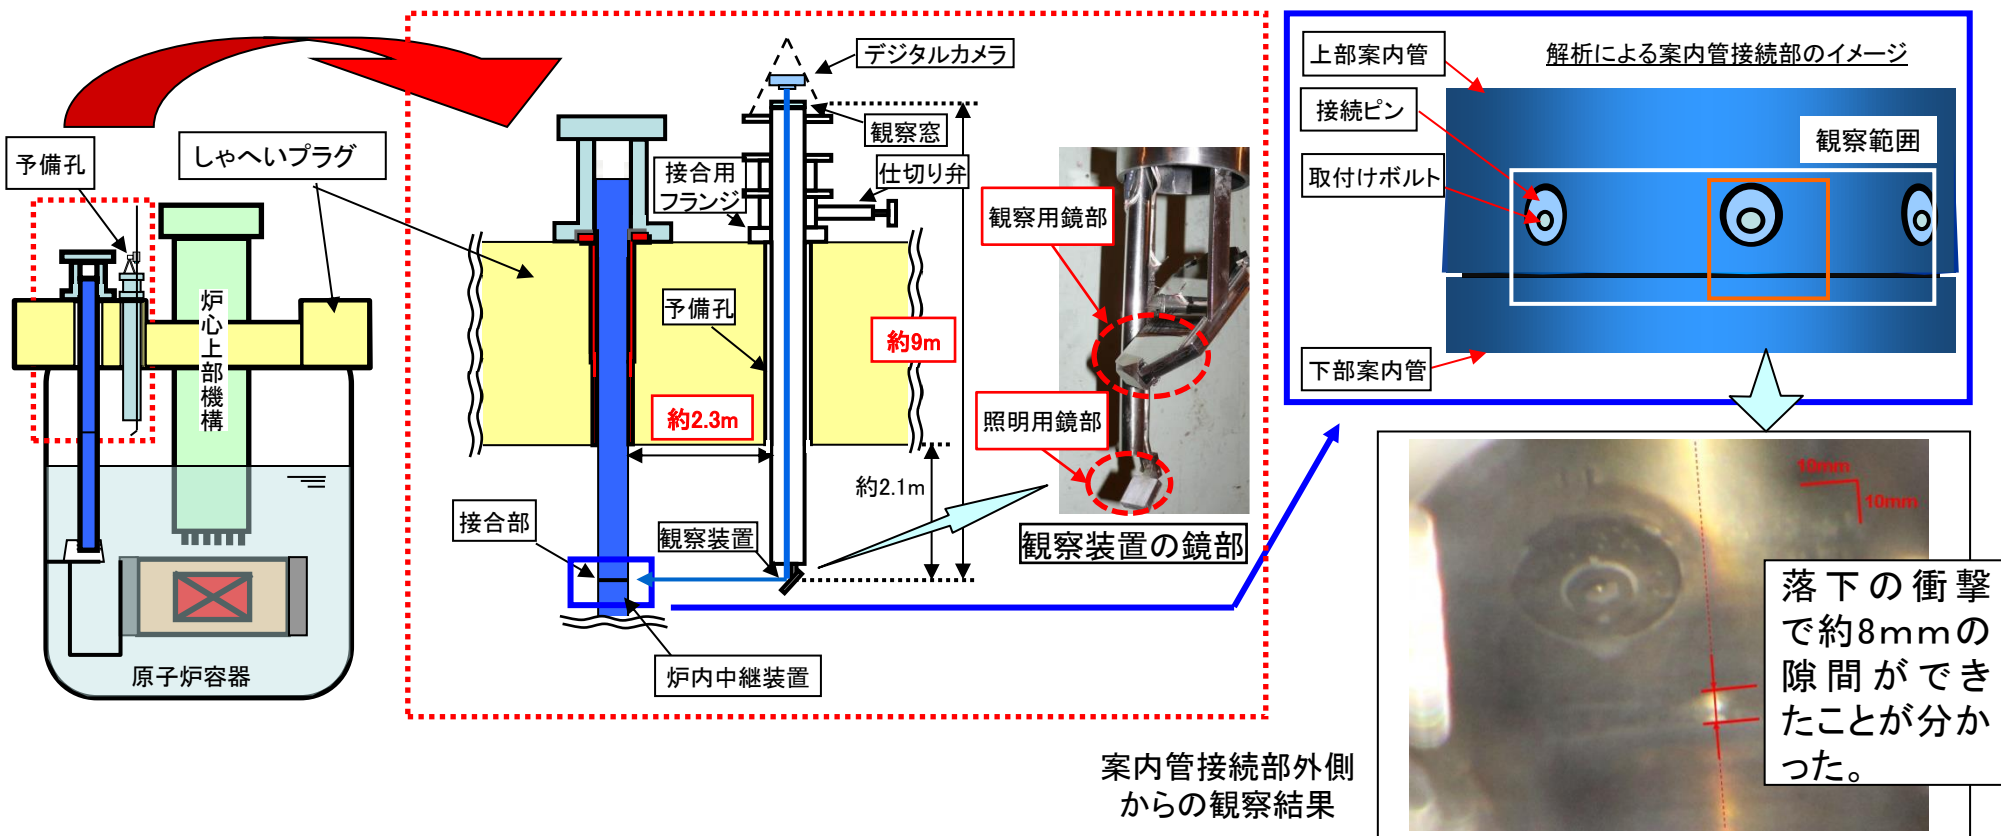 予備孔
しゃへいプラグ
炉心上部機構
原子炉容器
デジタルカメラ
観察窓
接合用
フランジ
仕切り弁
予備孔
約9m
約2.3m
約2.1m
接合部
観察装置
炉内中継装置
観察用鏡部
照明用鏡部
観察装置の鏡部
解析による案内管接続部のイメージ
上部案内管
接続ピン
取付けボルト
観察範囲
下部案内管
10mm
10mm
落下の衝撃
で約8mmの
隙間ができ
たことが分か
った。
案内管接続部外側
からの観察結果